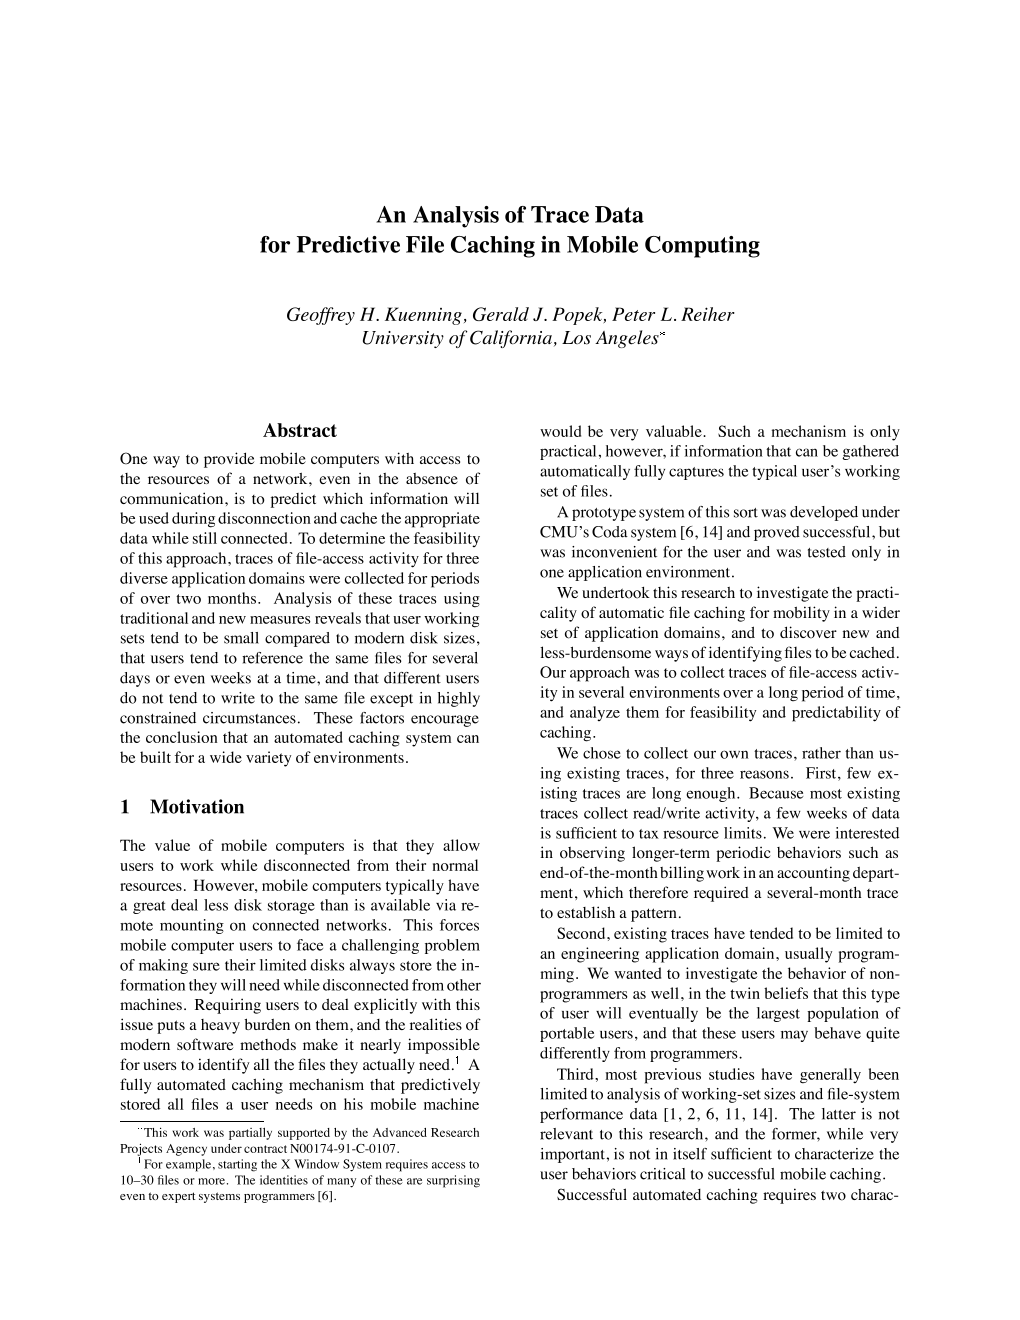 An Analysis of Trace Data
for Predictive File Caching in Mobile Computing
Geoffrey H. Kuenning, Gerald J. Popek, Peter L. Reiher
University of California, Los Angeles*
Abstract
One way to provide mobile computers with access to
the resources of a network, even in the absence of
communication, is to predict which information will
be used during disconnection and cache the appropriate
data while still connected. To determine the feasibility
of this approach, traces of file-access activity for three
diverse application domains were collected for periods
of over two months. Analysis of these traces using
traditional and new measures reveals that user working
sets tend to be small compared to modern disk sizes,
that users tend to reference the same files for several
days or even weeks at a time, and that different users
do not tend to write to the same file except in highly
constrained circumstances. These factors encourage
the conclusion that an automated caching system can
be built for a wide variety of environments.
1 Motivation
The value of mobile computers is that they allow
users to work while disconnected from their normal
resources. However, mobile computers typically have
a great deal less disk storage than is available via re-
mote mounting on connected networks. This forces
mobile computer users to face a challenging problem
of making sure their limited disks always store the in-
formation they will need while disconnected from other
machines. Requiring users to deal explicitly with this
issue puts a heavy burden on them, and the realities of
modern software methods make it nearly impossible
for users to identify all the files they actually need.1 A
fully automated caching mechanism that predictively
stored all files a user needs on his mobile machine
*This work was partially supported by the Advanced Research
Projects Agency under contract N00174-91-C-0107.
1 For example, starting the X Window System requires access to
10–30 files or more. The identities of many of these are surprising
even to expert systems programmers [6].
would be very valuable. Such a mechanism is only
practical, however, if information that can be gathered
automatically fully captures the typical user's working
set of files.
A prototype system of this sort was developed under
CMU's Coda system [6, 14] and proved successful, but
was inconvenient for the user and was tested only in
one application environment.
We undertook this research to investigate the practi-
cality of automatic file caching for mobility in a wider
set of application domains, and to discover new and
less-burdensome ways of identifying files to be cached.
Our approach was to collect traces of file-access activ-
ity in several environments over a long period of time,
and analyze them for feasibility and predictability of
caching.
We chose to collect our own traces, rather than us-
ing existing traces, for three reasons. First, few ex-
isting traces are long enough. Because most existing
traces collect read/write activity, a few weeks of data
is sufficient to tax resource limits. We were interested
in observing longer-term periodic behaviors such as
end-of-the-month billing work in an accounting depart-
ment, which therefore required a several-month trace
to establish a pattern.
Second, existing traces have tended to be limited to
an engineering application domain, usually program-
ming. We wanted to investigate the behavior of non-
programmers as well, in the twin beliefs that this type
of user will eventually be the largest population of
portable users, and that these users may behave quite
differently from programmers.
Third, most previous studies have generally been
limited to analysis of working-set sizes and file-system
performance data [1, 2, 6, 11, 14]. The latter is not
relevant to this research, and the former, while very
important, is not in itself sufficient to characterize the
user behaviors critical to successful mobile caching.
Successful automated caching requires two charac-